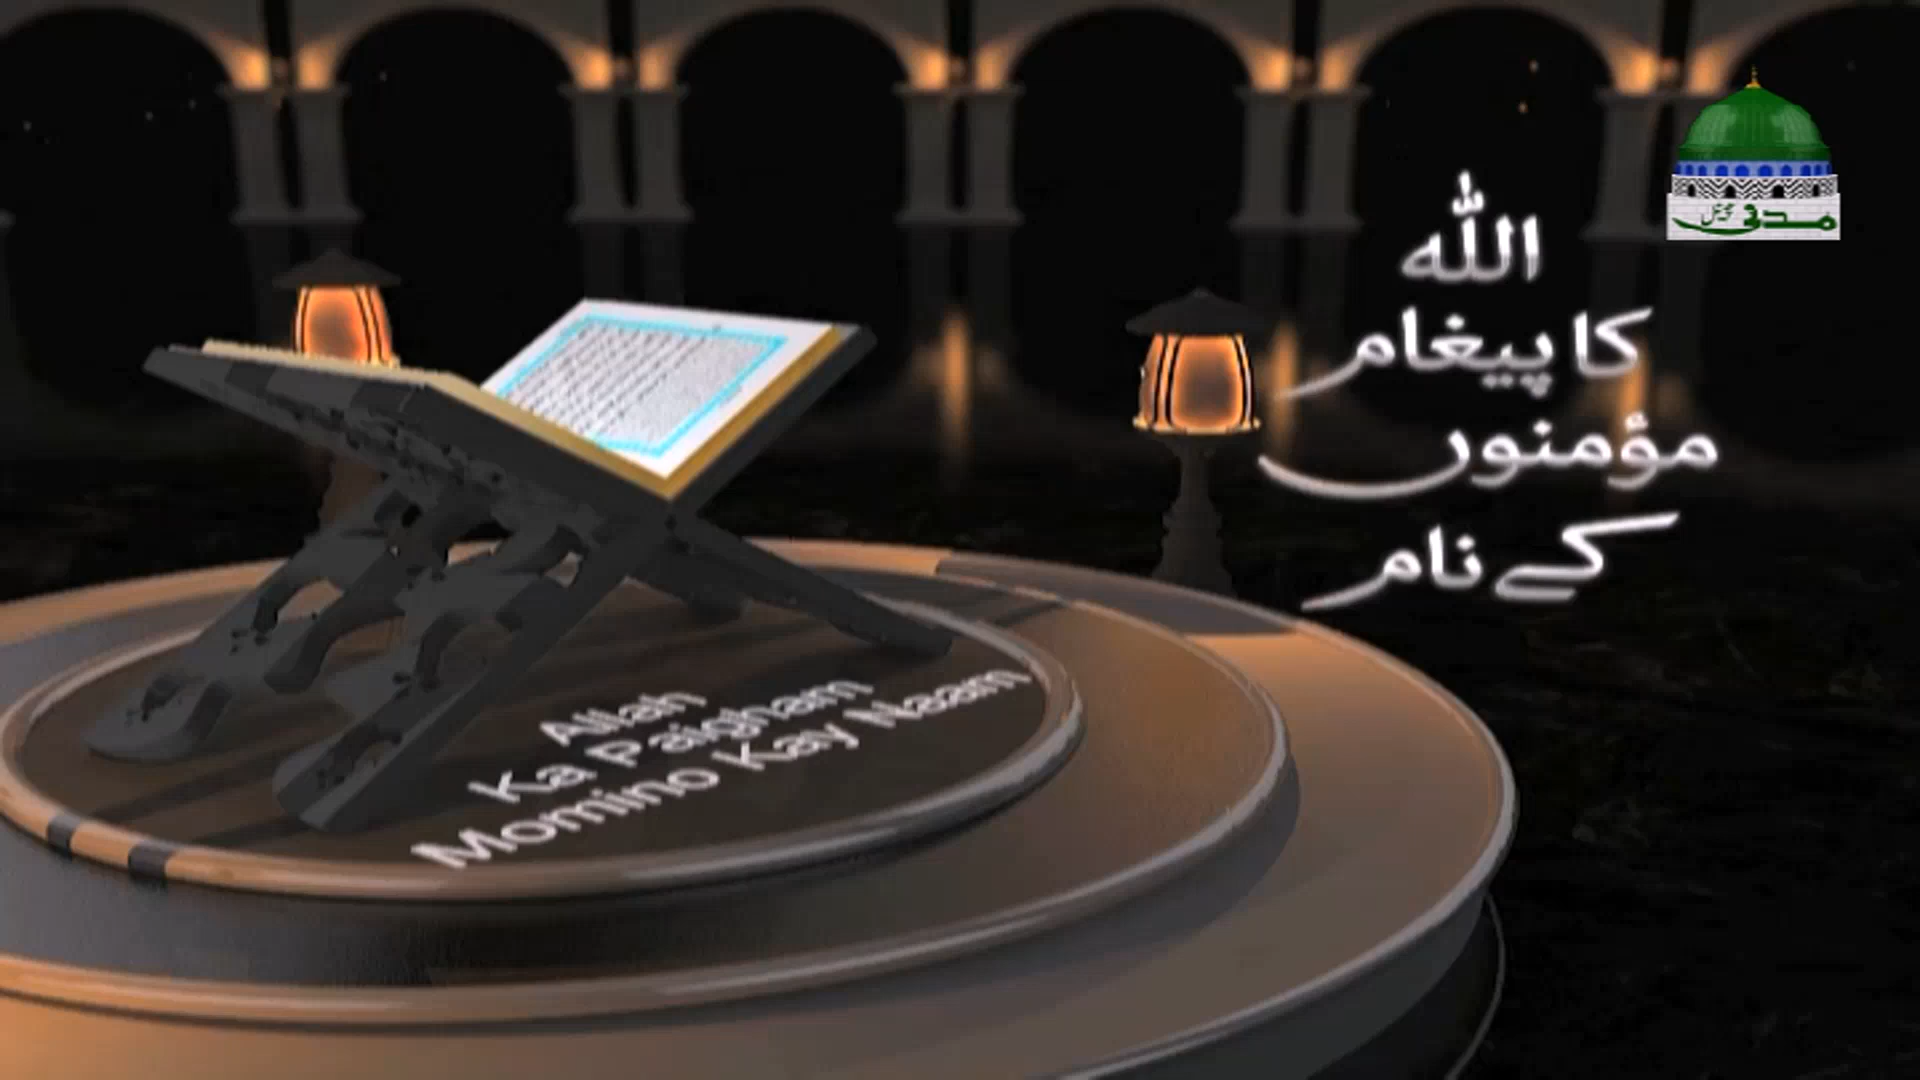 اللہ
کا پیغام
مؤمنوں
کے نام
مدنی چینل
Allah
Ka Paigham
Momino Kay Naam